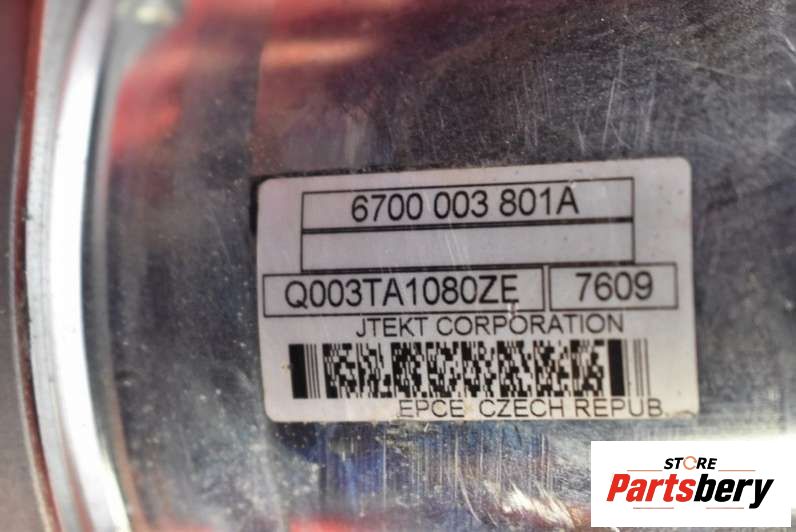 6700 003 801A
Q003TA1080ZE 7609
JTEKT CORPORATION
EPCE CZECH REPUB.
STORE
Partsbery